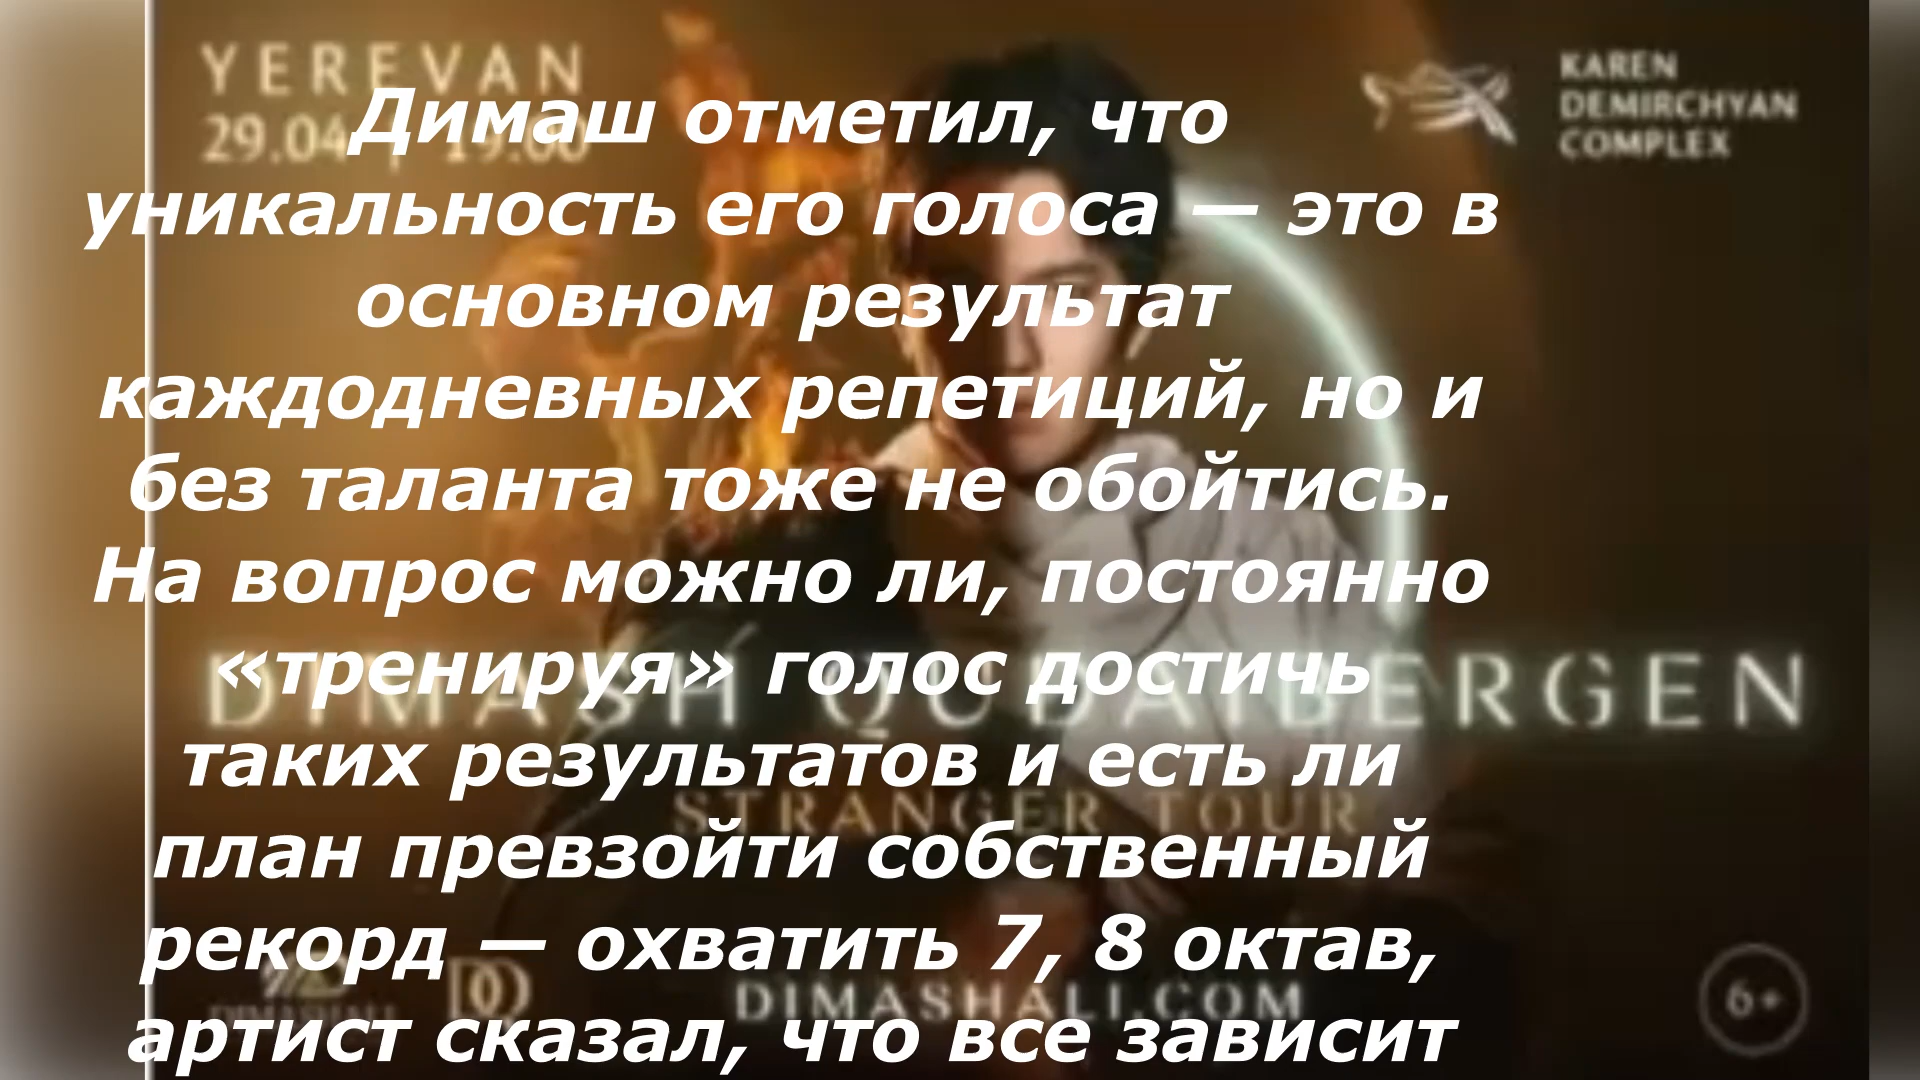 YEREVAN
29.04 | 19:00
KAREN
DEMIRCHYAN
COMPLEX
Димаш отметил, что
уникальность его голоса — это в
основном результат
каждодневных репетиций, но и
без таланта тоже не обойтись.
На вопрос можно ли, постоянно
«тренируя» голос достичь
таких результатов и есть ли
план превзойти собственный
рекорд — охватить 7, 8 октав,
артист сказал, что все зависит
DIMASH QUDAIBERGEN
STRANGER TOUR
DQ
DIMASHALI.COM
6+